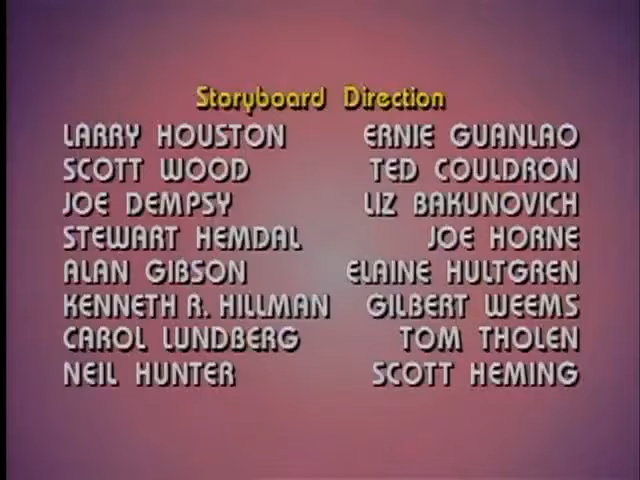 Storyboard Direction
LARRY HOUSTON ERNIE GUANLAO
SCOTT WOOD TED COULDRON
JOE DEMPSY LIZ BAKUNOVICH
STEWART HEMDAL JOE HORNE
ALAN GIBSON ELAINE HULTGREN
KENNETH R. HILLMAN GILBERT WEEMS
CAROL LUNDBERG TOM THOLEN
NEIL HUNTER SCOTT HEMING